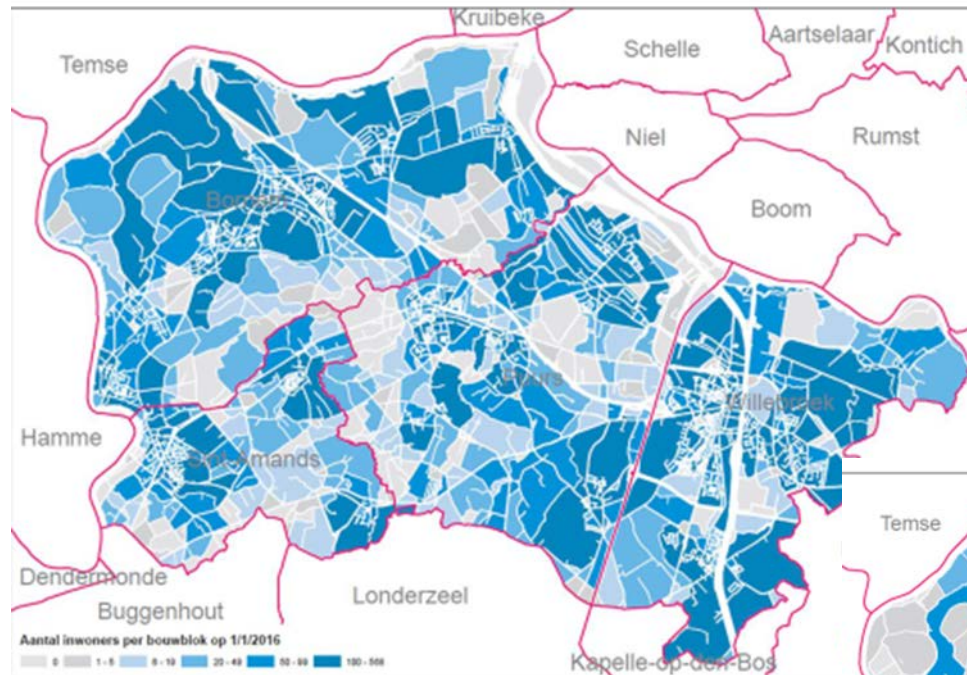 Kruibeke
Aartselaar
Schelle
Kontich
Temse
Niel
Rumst
Bornem
Boom
Puurs
Willebroek
Hamme
Sint-Amands
Temse
Dendermonde
Londerzeel
Buggenhout
Aantal inwoners per bouwblok op 1/1/2016
0 1 - 5 6 - 19 20 - 49 50 - 99 100 - 568
Kapelle-op-den-Bos